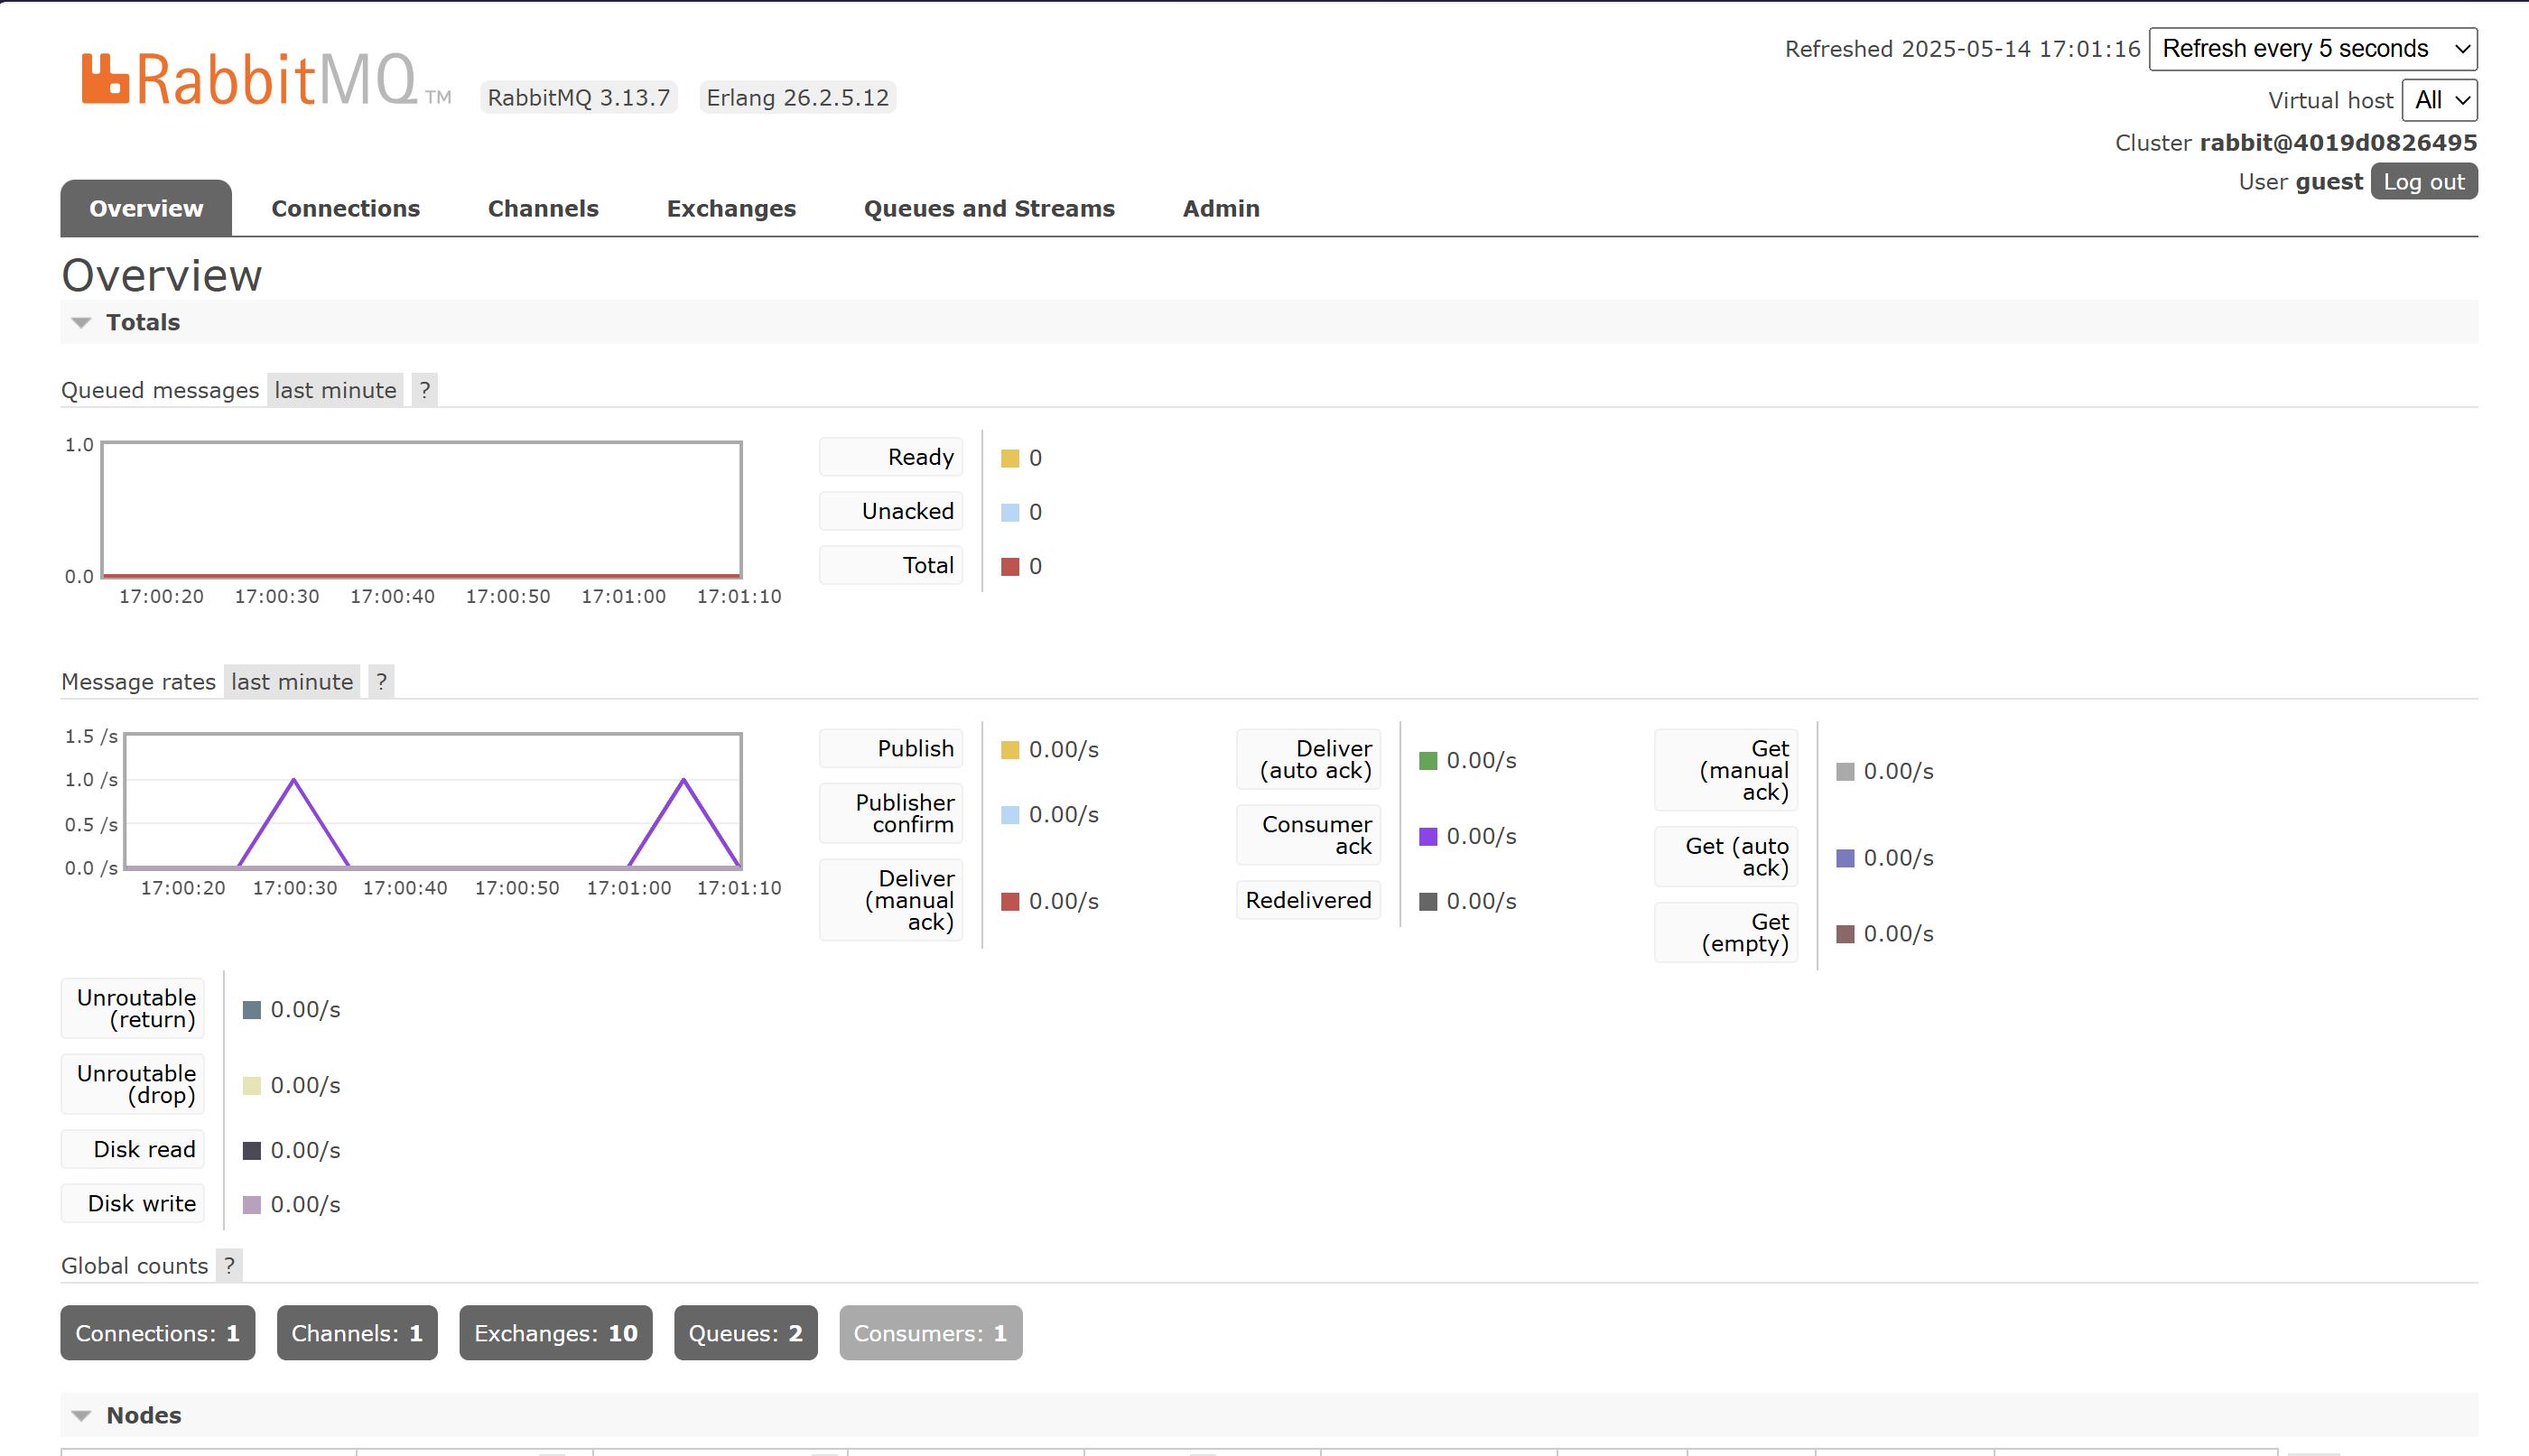 Refreshed 2025-05-14 17:01:16 Refresh every 5 seconds
RabbitMQ TM RabbitMQ 3.13.7 Erlang 26.2.5.12
Virtual host All
Cluster rabbit@4019d0826495
User guest Log out
Overview Connections Channels Exchanges Queues and Streams Admin
Overview
Totals
Queued messages last minute ?
1.0
0.0
17:00:20 17:00:30 17:00:40 17:00:50 17:01:00 17:01:10
Ready 0
Unacked 0
Total 0
Message rates last minute ?
1.5 /s
1.0 /s
0.5 /s
0.0 /s
17:00:20 17:00:30 17:00:40 17:00:50 17:01:00 17:01:10
Publish 0.00/s
Publisher
confirm 0.00/s
Deliver
(manual
ack) 0.00/s
Deliver
(auto ack) 0.00/s
Consumer
ack 0.00/s
Redelivered 0.00/s
Get
(manual
ack) 0.00/s
Get (auto
ack) 0.00/s
Get
(empty) 0.00/s
Unroutable
(return) 0.00/s
Unroutable
(drop) 0.00/s
Disk read 0.00/s
Disk write 0.00/s
Global counts ?
Connections: 1 Channels: 1 Exchanges: 10 Queues: 2 Consumers: 1
Nodes